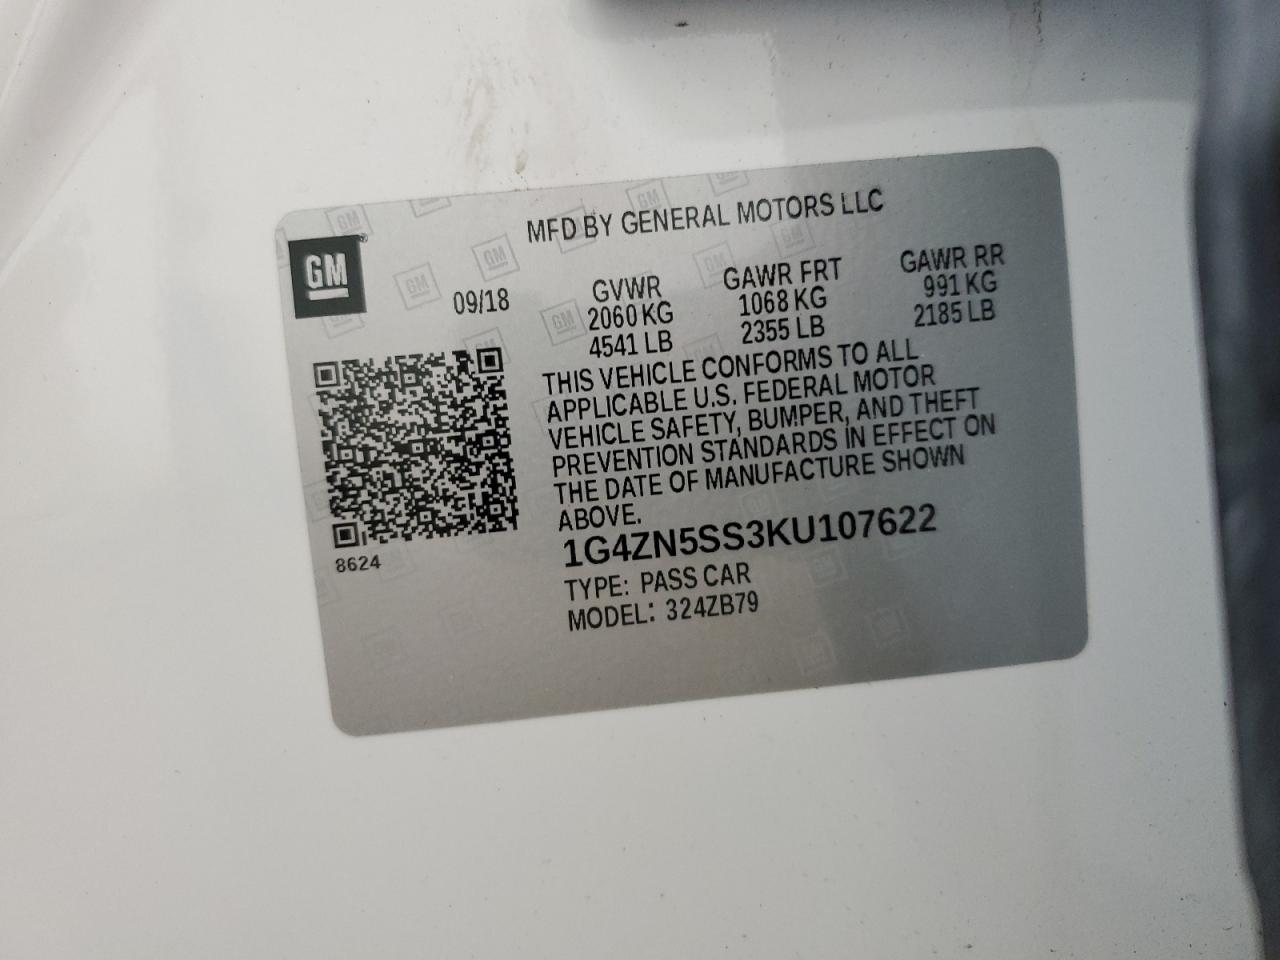 MFD BY GENERAL MOTORS LLC
GM
09/18
GVWR
2060 KG
4541 LB
GAWR FRT
1068 KG
2355 LB
GAWR RR
991 KG
2185 LB
THIS VEHICLE CONFORMS TO ALL
APPLICABLE U.S. FEDERAL MOTOR
VEHICLE SAFETY, BUMPER, AND THEFT
PREVENTION STANDARDS IN EFFECT ON
THE DATE OF MANUFACTURE SHOWN
ABOVE.
8624
1G4ZN5SS3KU107622
TYPE: PASS CAR
MODEL: 324ZB79